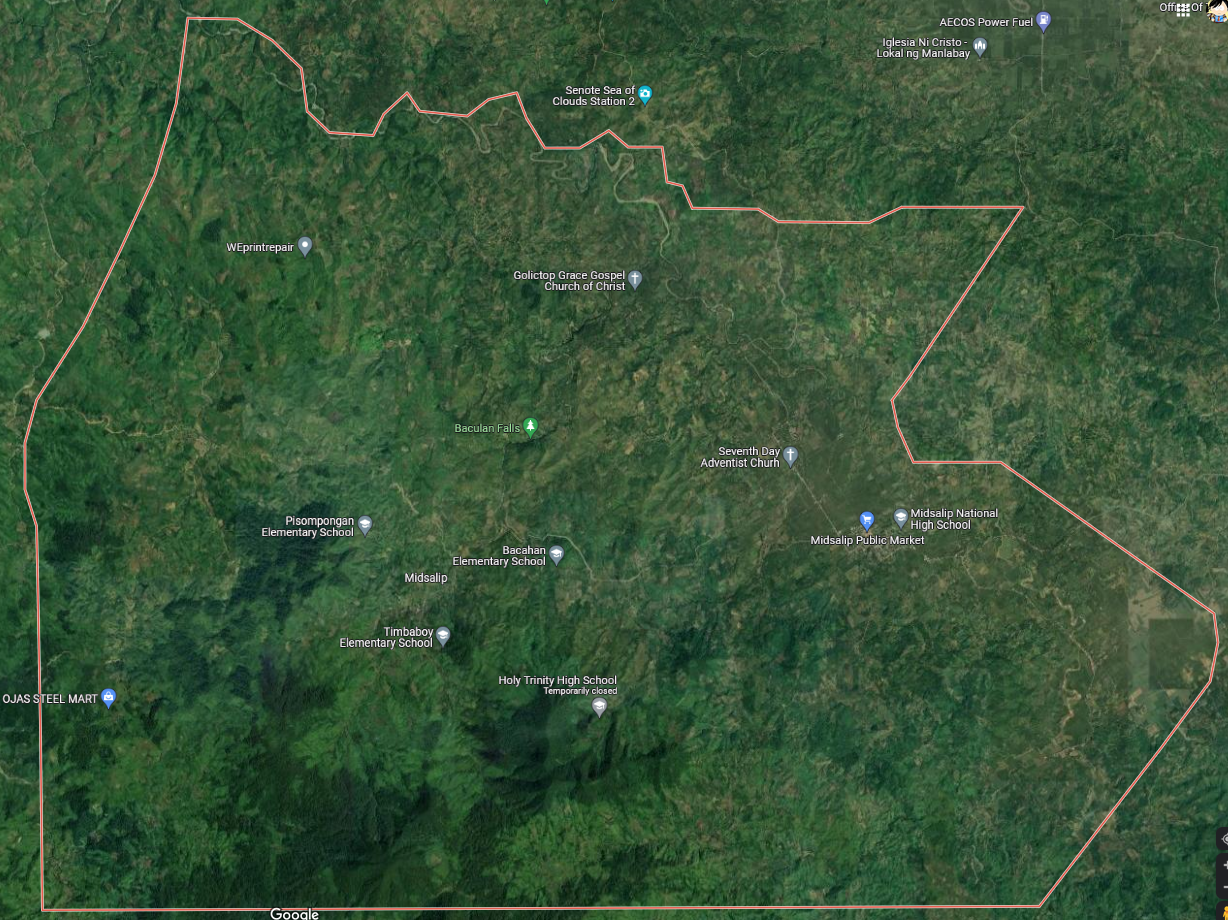 Office Of
AECOS Power Fuel
Iglesia Ni Cristo -
Lokal ng Manlabay
Senote Sea of
Clouds Station 2
WEprintrepair
Golictop Grace Gospel
Church of Christ
Baculan Falls
Seventh Day
Adventist Churh
Pisompongan
Elementary School
Midsalip National
High School
Midsalip Public Market
Bacahan
Elementary School
Midsalip
Timbaboy
Elementary School
Holy Trinity High School
Temporarily closed
OJAS STEEL MART
Google